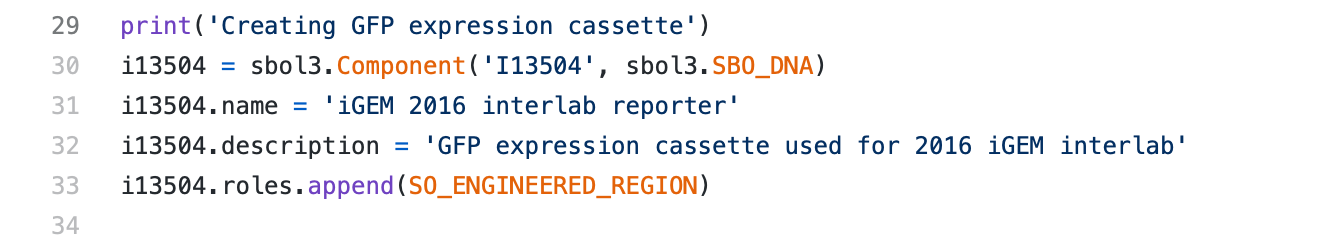 29 print('Creating GFP expression cassette')
30 i13504 = sbol3.Component('I13504', sbol3.SBO_DNA)
31 i13504.name = 'iGEM 2016 interlab reporter'
32 i13504.description = 'GFP expression cassette used for 2016 iGEM interlab'
33 i13504.roles.append(SO_ENGINEERED_REGION)
34